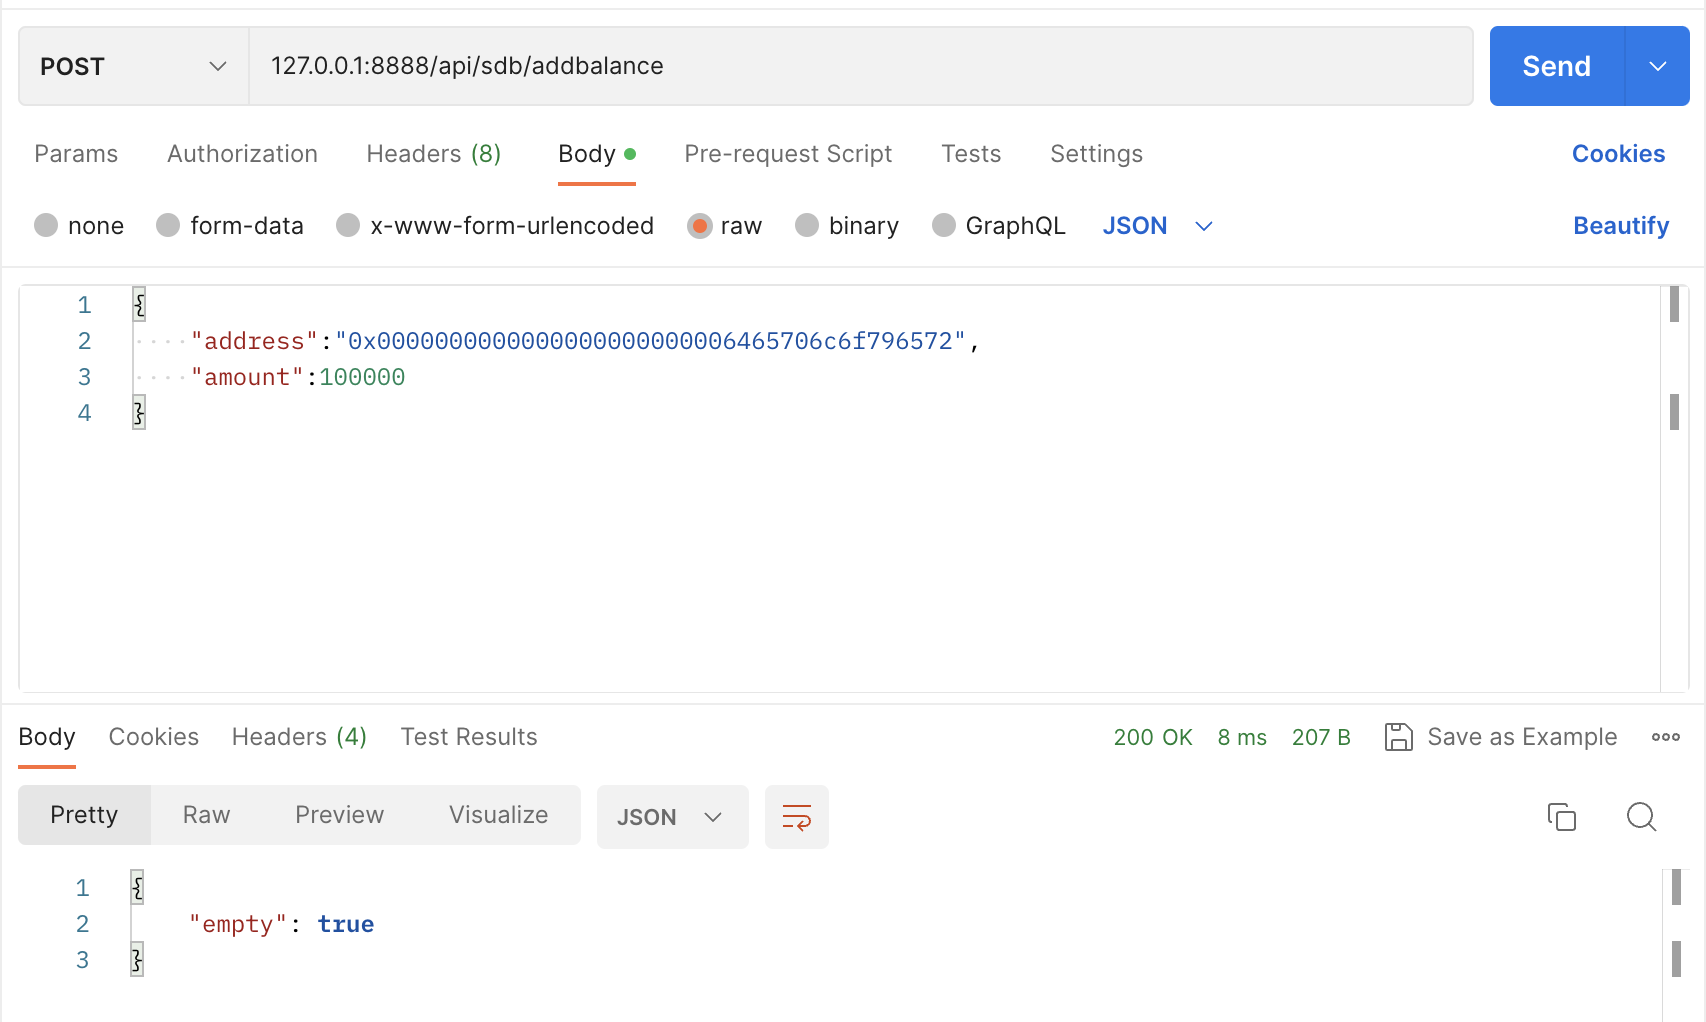 POST 127.0.0.1:8888/api/sdb/addbalance Send
Params Authorization Headers (8) Body Pre-request Script Tests Settings Cookies
none form-data x-www-form-urlencoded raw binary GraphQL JSON Beautify
1 {
2 "address":"0x0000000000000000000000006465706c6f796572",
3 "amount":100000
4 }
Body Cookies Headers (4) Test Results 200 OK 8 ms 207 B Save as Example
Pretty Raw Preview Visualize JSON
1 {
2 "empty": true
3 }